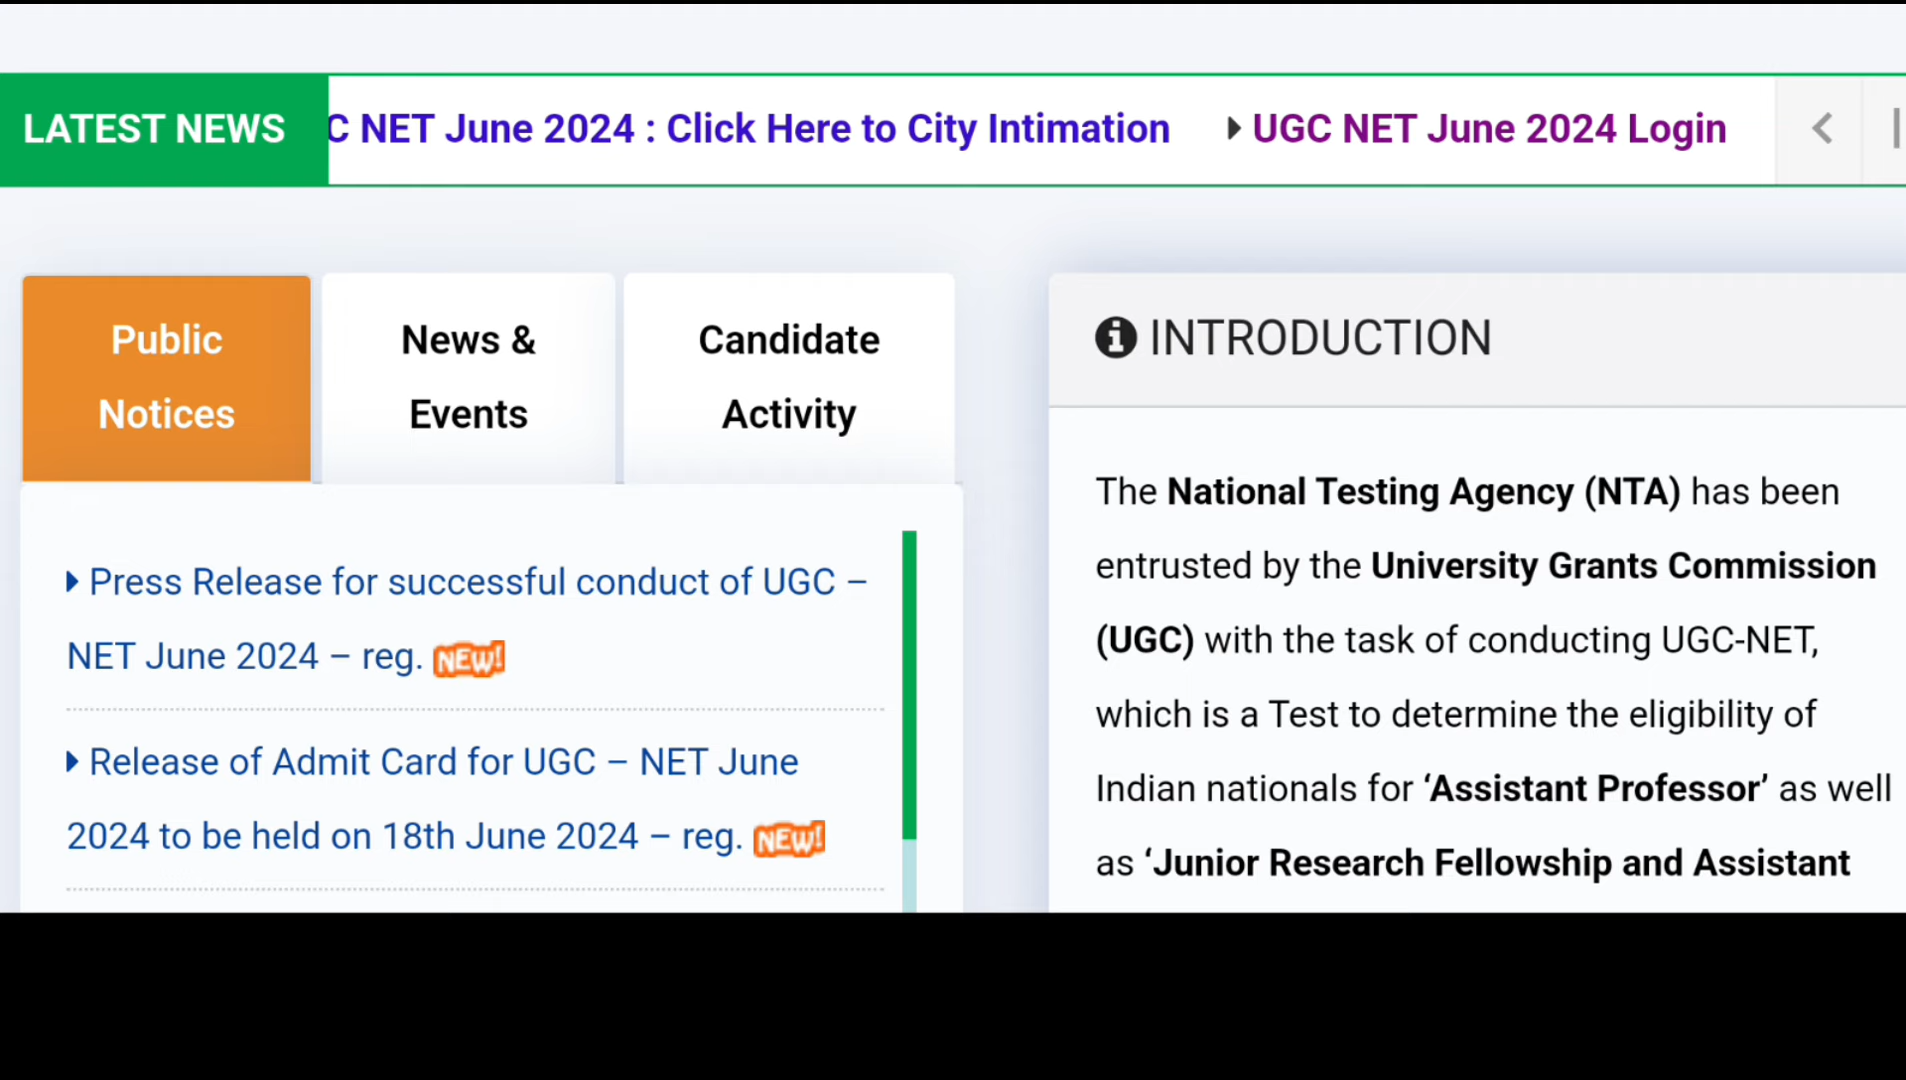 LATEST NEWS
C NET June 2024 : Click Here to City Intimation
UGC NET June 2024 Login
Public
Notices
News &
Events
Candidate
Activity
Press Release for successful conduct of UGC –
NET June 2024 – reg. NEW!
Release of Admit Card for UGC – NET June
2024 to be held on 18th June 2024 – reg. NEW!
INTRODUCTION
The National Testing Agency (NTA) has been
entrusted by the University Grants Commission
(UGC) with the task of conducting UGC-NET,
which is a Test to determine the eligibility of
Indian nationals for ‘Assistant Professor’ as well
as ‘Junior Research Fellowship and Assistant